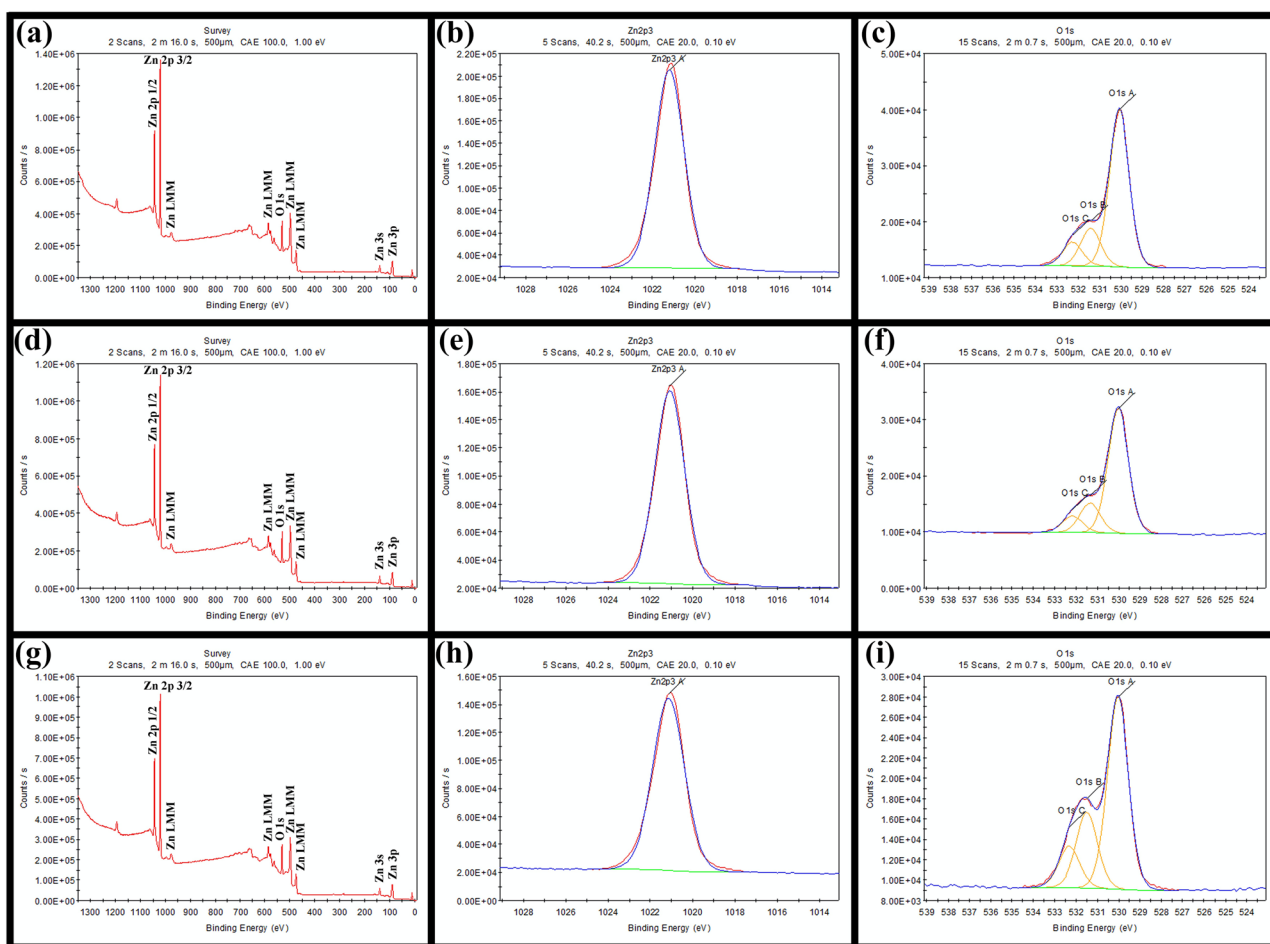 (a)
Survey
2 Scans, 2 m 16.0 s, 500µm, CAE 100.0, 1.00 eV
1.40E+06
1.20E+06
1.00E+06
8.00E+05
6.00E+05
4.00E+05
2.00E+05
0.00E+00
Counts / s
Zn 2p 3/2
Zn 2p 1/2
Zn LMM
Zn LMM
O 1s
Zn LMM
Zn LMM
Zn 3s
Zn 3p
1300 1200 1100 1000 900 800 700 600 500 400 300 200 100 0
Binding Energy (eV)
(b)
Zn2p3
5 Scans, 40.2 s, 500µm, CAE 20.0, 0.10 eV
2.20E+05
2.00E+05
1.80E+05
1.60E+05
1.40E+05
1.20E+05
1.00E+05
8.00E+04
6.00E+04
4.00E+04
2.00E+04
Counts / s
Zn2p3 A
1028 1026 1024 1022 1020 1018 1016 1014
Binding Energy (eV)
(c)
O1s
15 Scans, 2 m 0.7 s, 500µm, CAE 20.0, 0.10 eV
5.00E+04
4.00E+04
3.00E+04
2.00E+04
1.00E+04
Counts / s
O1s A
O1s B
O1s C
539 538 537 536 535 534 533 532 531 530 529 528 527 526 525 524
Binding Energy (eV)
(d)
Survey
2 Scans, 2 m 16.0 s, 500µm, CAE 100.0, 1.00 eV
1.20E+06
1.00E+06
8.00E+05
6.00E+05
4.00E+05
2.00E+05
0.00E+00
Counts / s
Zn 2p 3/2
Zn 2p 1/2
Zn LMM
Zn LMM
O 1s
Zn LMM
Zn LMM
Zn 3s
Zn 3p
1300 1200 1100 1000 900 800 700 600 500 400 300 200 100 0
Binding Energy (eV)
(e)
Zn2p3
5 Scans, 40.2 s, 500µm, CAE 20.0, 0.10 eV
1.80E+05
1.60E+05
1.40E+05
1.20E+05
1.00E+05
8.00E+04
6.00E+04
4.00E+04
2.00E+04
Counts / s
Zn2p3 A
1028 1026 1024 1022 1020 1018 1016 1014
Binding Energy (eV)
(f)
O1s
15 Scans, 2 m 0.7 s, 500µm, CAE 20.0, 0.10 eV
4.00E+04
3.00E+04
2.00E+04
1.00E+04
0.00E+00
Counts / s
O1s A
O1s B
O1s C
539 538 537 536 535 534 533 532 531 530 529 528 527 526 525 524
Binding Energy (eV)
(g)
Survey
2 Scans, 2 m 16.0 s, 500µm, CAE 100.0, 1.00 eV
1.10E+06
1.00E+06
9.00E+05
8.00E+05
7.00E+05
6.00E+05
5.00E+05
4.00E+05
3.00E+05
2.00E+05
1.00E+05
0.00E+00
Counts / s
Zn 2p 3/2
Zn 2p 1/2
Zn LMM
Zn LMM
O 1s
Zn LMM
Zn LMM
Zn 3s
Zn 3p
1300 1200 1100 1000 900 800 700 600 500 400 300 200 100 0
Binding Energy (eV)
(h)
Zn2p3
5 Scans, 40.2 s, 500µm, CAE 20.0, 0.10 eV
1.60E+05
1.40E+05
1.20E+05
1.00E+05
8.00E+04
6.00E+04
4.00E+04
2.00E+04
0.00E+00
Counts / s
Zn2p3 A
1028 1026 1024 1022 1020 1018 1016 1014
Binding Energy (eV)
(i)
O1s
15 Scans, 2 m 0.7 s, 500µm, CAE 20.0, 0.10 eV
3.00E+04
2.80E+04
2.60E+04
2.40E+04
2.20E+04
2.00E+04
1.80E+04
1.60E+04
1.40E+04
1.20E+04
1.00E+04
8.00E+03
Counts / s
O1s A
O1s B
O1s C
539 538 537 536 535 534 533 532 531 530 529 528 527 526 525 524
Binding Energy (eV)